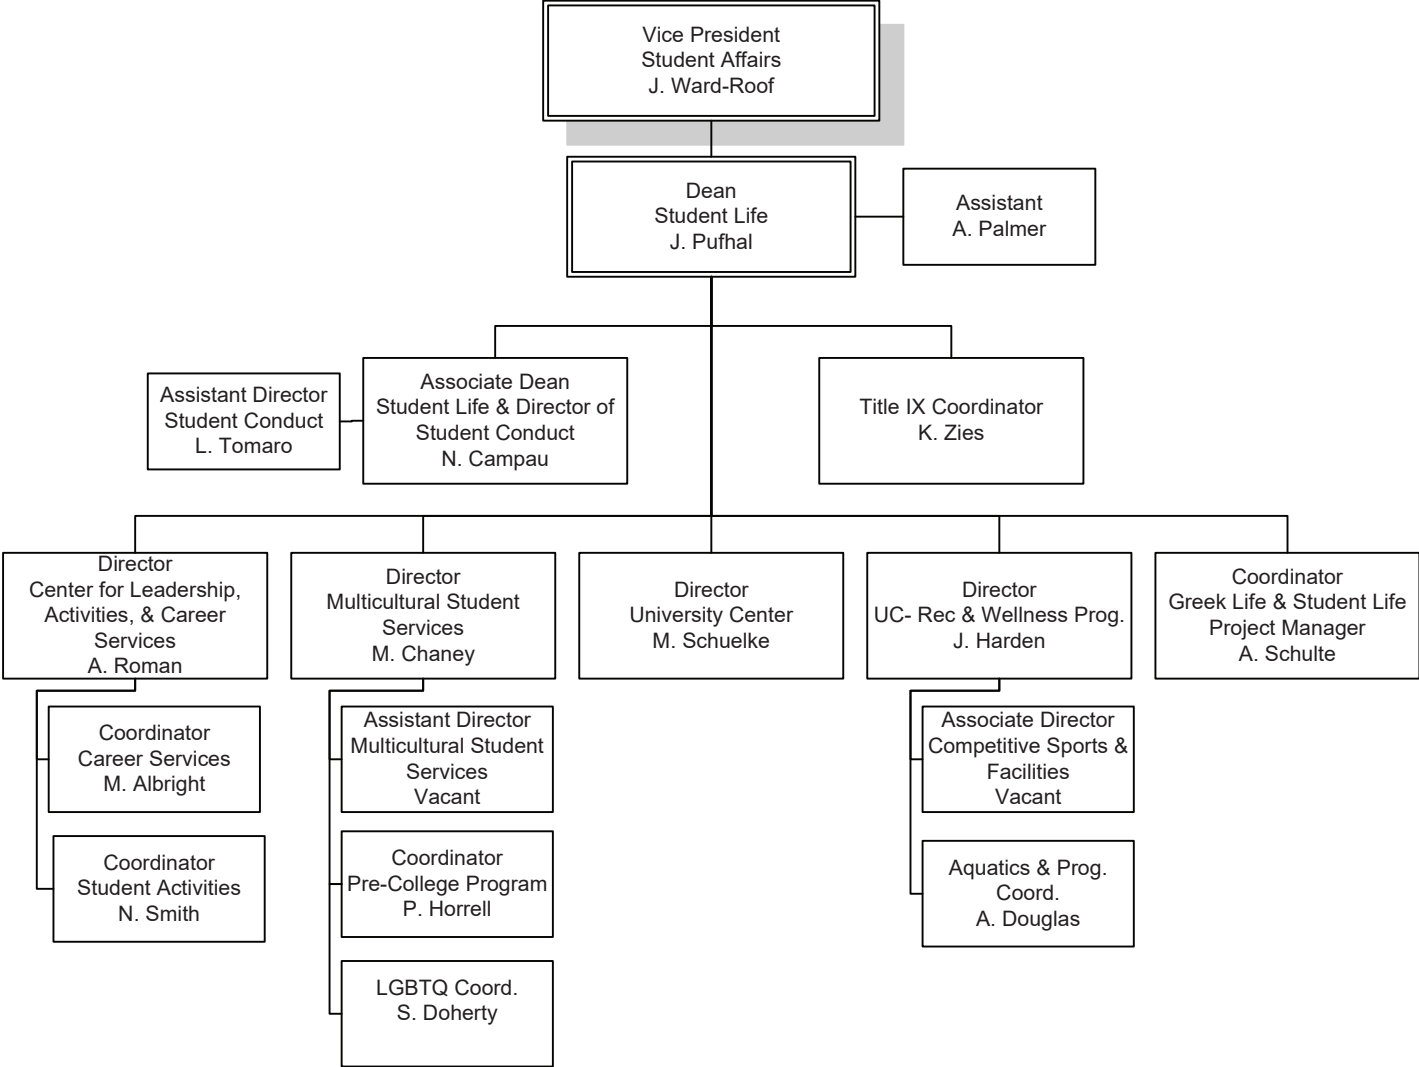 Vice President
Student Affairs
J. Ward-Roof
Dean
Student Life
J. Pufhal
Assistant
A. Palmer
Assistant Director
Student Conduct
L. Tomaro
Associate Dean
Student Life & Director of
Student Conduct
N. Campau
Title IX Coordinator
K. Zies
Director
Center for Leadership,
Activities, & Career
Services
A. Roman
Director
Multicultural Student
Services
M. Chaney
Director
University Center
M. Schuelke
Director
UC- Rec & Wellness Prog.
J. Harden
Coordinator
Greek Life & Student Life
Project Manager
A. Schulte
Coordinator
Career Services
M. Albright
Coordinator
Student Activities
N. Smith
Assistant Director
Multicultural Student
Services
Vacant
Coordinator
Pre-College Program
P. Horrell
LGBTQ Coord.
S. Doherty
Associate Director
Competitive Sports &
Facilities
Vacant
Aquatics & Prog.
Coord.
A. Douglas